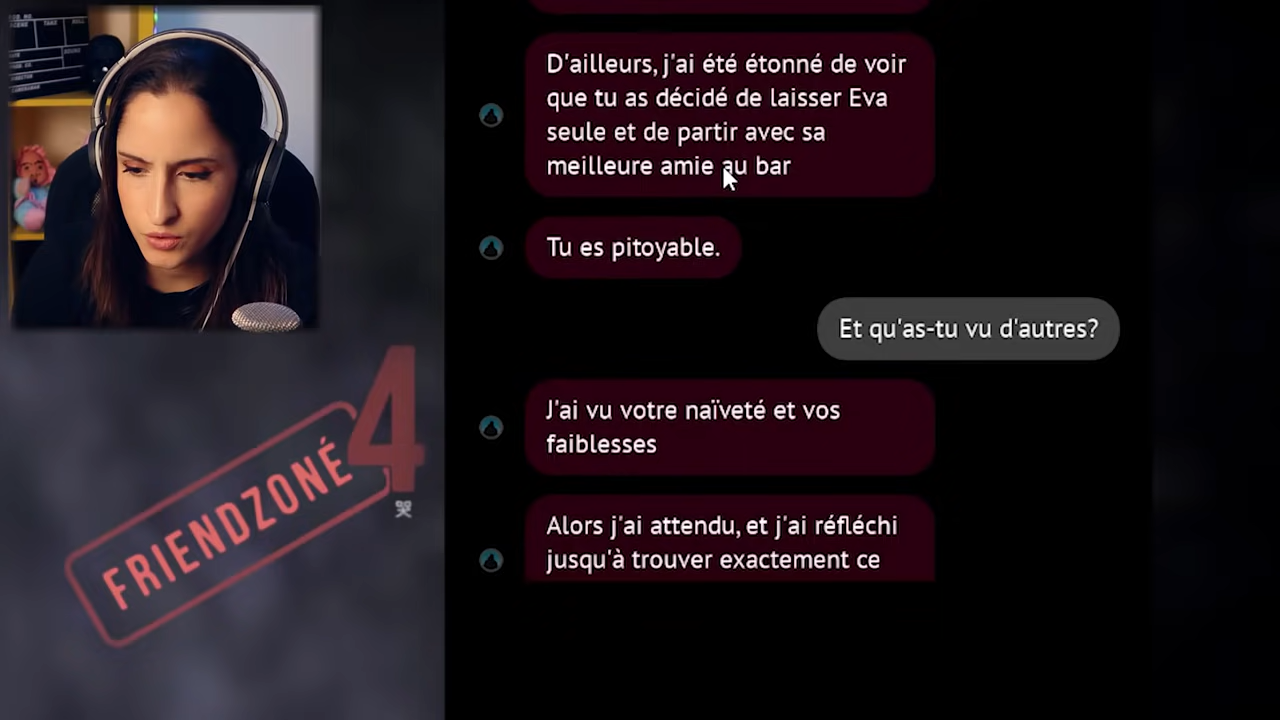 D'ailleurs, j'ai été étonné de voir
que tu as décidé de laisser Eva
seule et de partir avec sa
meilleure amie au bar
Tu es pitoyable.
Et qu'as-tu vu d'autres?
J'ai vu votre naïveté et vos
faiblesses
Alors j'ai attendu, et j'ai réfléchi
jusqu'à trouver exactement ce
FRIENDZONÉ
4
哭